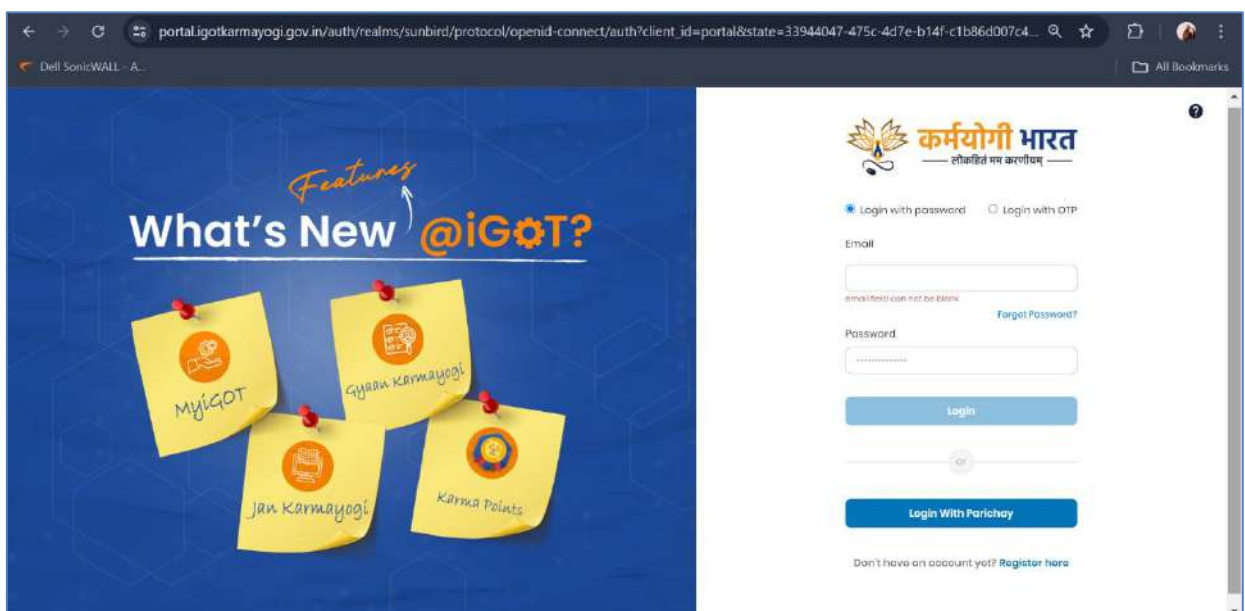 portal.igotkarmayogi.gov.in/auth/realms/sunbird/protocol/openid-connect/auth?client_id=portal&state=33944047-475c-4d7e-b14f-c1b86d007c4...
Dell SonicWALL - A...
All Bookmarks
Features
What's New @iGOT?
MyiGOT
Gyaan Karmayogi
Jan Karmayogi
Karma Points
कर्मयोगी भारत
लोकहितं मम करणीयम्
Login with password
Login with OTP
Email
email field can not be blank.
Forgot Password?
Password
Login
or
Login With Parichay
Don't have an account yet? Register here